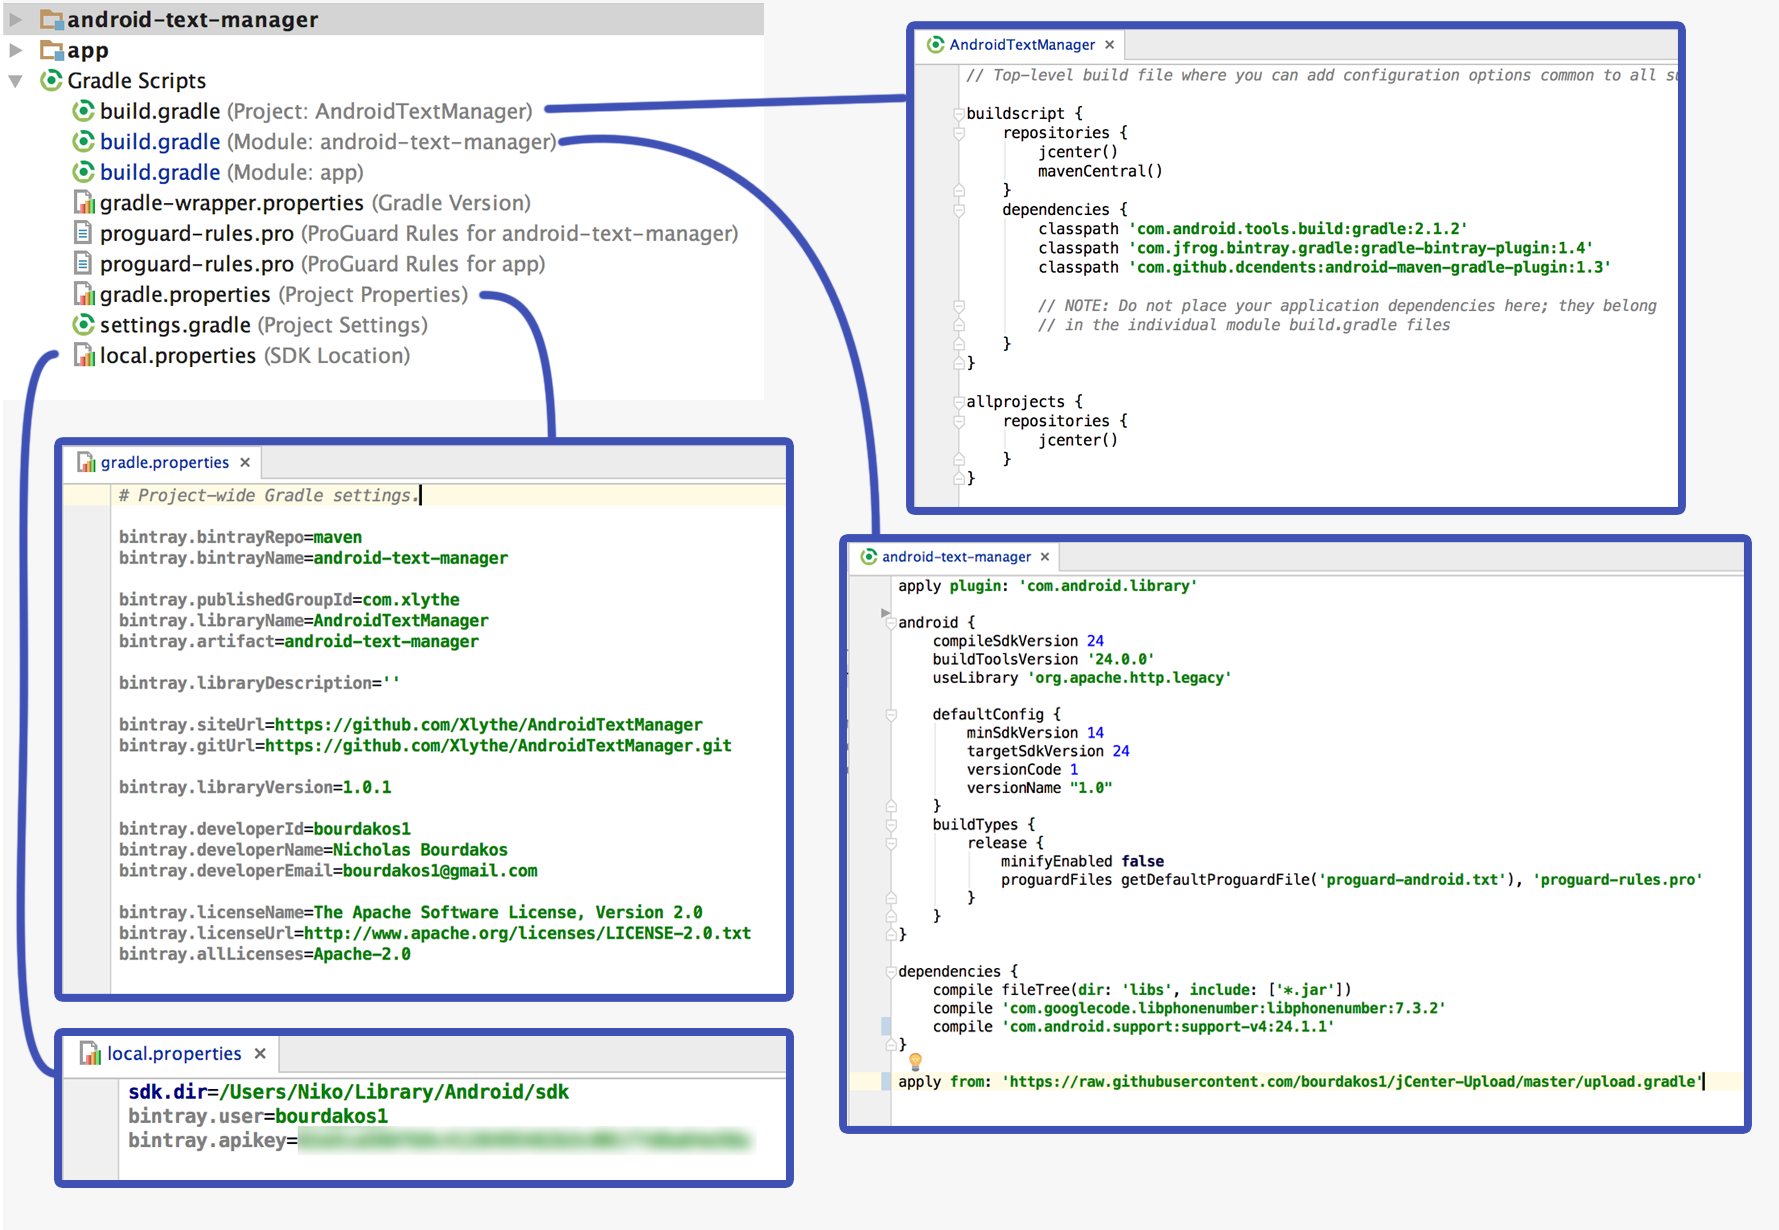 android-text-manager
app
Gradle Scripts
build.gradle (Project: AndroidTextManager)
build.gradle (Module: android-text-manager)
build.gradle (Module: app)
gradle-wrapper.properties (Gradle Version)
proguard-rules.pro (ProGuard Rules for android-text-manager)
proguard-rules.pro (ProGuard Rules for app)
gradle.properties (Project Properties)
settings.gradle (Project Settings)
local.properties (SDK Location)
AndroidTextManager ×
// Top-level build file where you can add configuration options common to all su
buildscript {
repositories {
jcenter()
mavenCentral()
}
dependencies {
classpath 'com.android.tools.build:gradle:2.1.2'
classpath 'com.jfrog.bintray.gradle:gradle-bintray-plugin:1.4'
classpath 'com.github.dcendents:android-maven-gradle-plugin:1.3'
// NOTE: Do not place your application dependencies here; they belong
// in the individual module build.gradle files
}
}
allprojects {
repositories {
jcenter()
}
}
gradle.properties ×
# Project-wide Gradle settings.
bintray.bintrayRepo=maven
bintray.bintrayName=android-text-manager
bintray.publishedGroupId=com.xlythe
bintray.libraryName=AndroidTextManager
bintray.artifact=android-text-manager
bintray.libraryDescription=''
bintray.siteUrl=https://github.com/Xlythe/AndroidTextManager
bintray.gitUrl=https://github.com/Xlythe/AndroidTextManager.git
bintray.libraryVersion=1.0.1
bintray.developerId=bourdakos1
bintray.developerName=Nicholas Bourdakos
bintray.developerEmail=bourdakos1@gmail.com
bintray.licenseName=The Apache Software License, Version 2.0
bintray.licenseUrl=http://www.apache.org/licenses/LICENSE-2.0.txt
bintray.allLicenses=Apache-2.0
android-text-manager ×
apply plugin: 'com.android.library'
android {
compileSdkVersion 24
buildToolsVersion '24.0.0'
useLibrary 'org.apache.http.legacy'
defaultConfig {
minSdkVersion 14
targetSdkVersion 24
versionCode 1
versionName "1.0"
}
buildTypes {
release {
minifyEnabled false
proguardFiles getDefaultProguardFile('proguard-android.txt'), 'proguard-rules.pro'
}
}
}
dependencies {
compile fileTree(dir: 'libs', include: ['*.jar'])
compile 'com.googlecode.libphonenumber:libphonenumber:7.3.2'
compile 'com.android.support:support-v4:24.1.1'
}
apply from: 'https://raw.githubusercontent.com/bourdakos1/jCenter-Upload/master/upload.gradle'
local.properties ×
sdk.dir=/Users/Niko/Library/Android/sdk
bintray.user=bourdakos1
bintray.apikey=